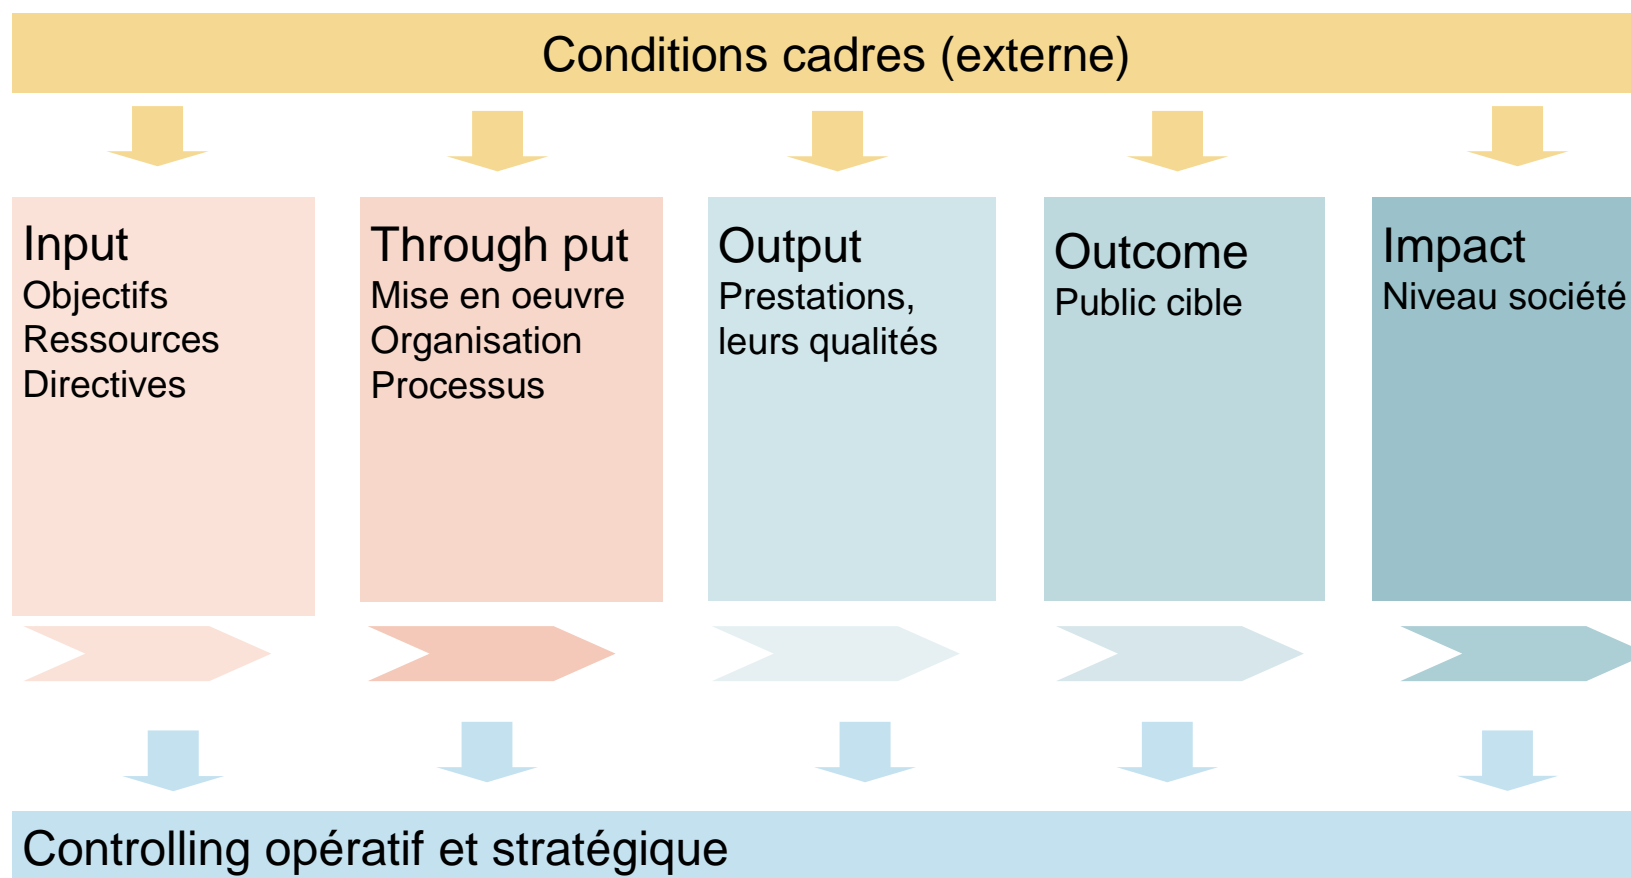 Conditions cadres (externe)
Input
Objectifs
Ressources
Directives
Through put
Mise en oeuvre
Organisation
Processus
Output
Prestations,
leurs qualités
Outcome
Public cible
Impact
Niveau société
Controlling opératif et stratégique